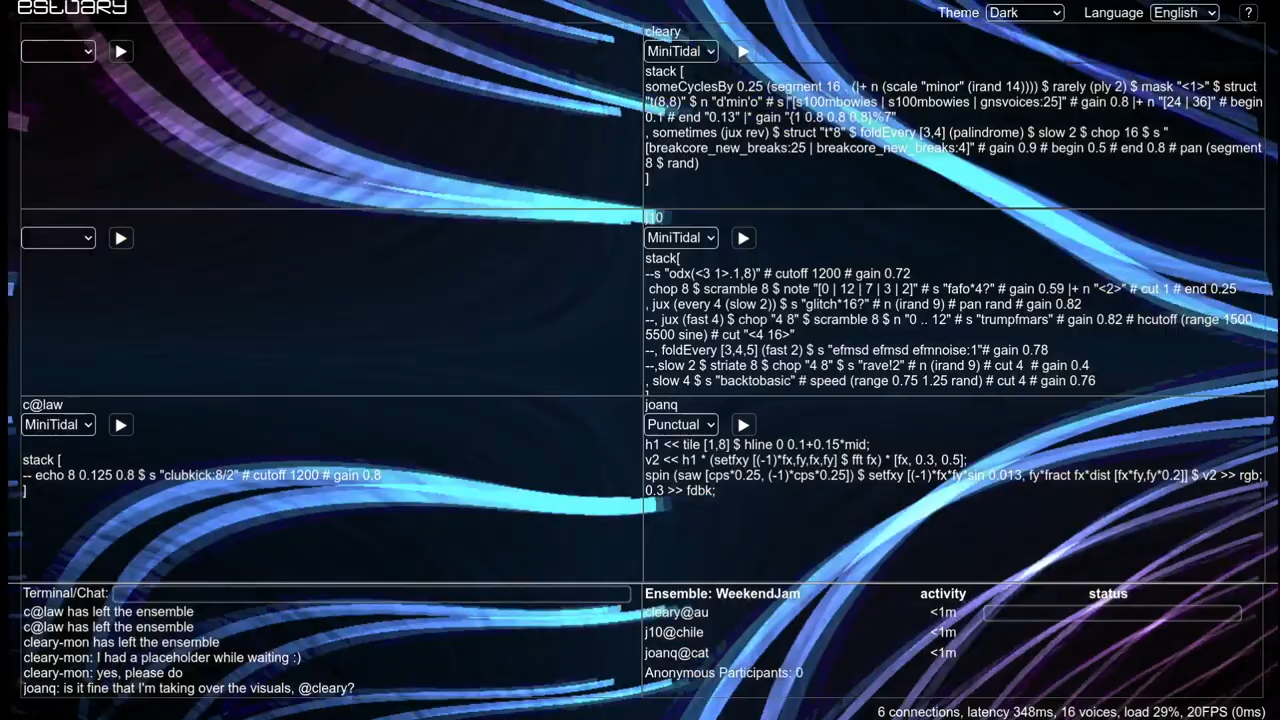 estuary
Theme Dark Language English ?
cleary
MiniTidal
stack [
someCyclesBy 0.25 (segment 16 . (|+ n (scale "minor" (irand 14)))) $ rarely (ply 2) $ mask "<1>" $ struct
"t(8,8)" $ n "d'min'o" # s "[s100mbowies | s100mbowies | gnsvoices:25]" # gain 0.8 |+ n "[24 | 36]" # begin
0.1 # end "0.13" |* gain "{1 0.8 0.8 0.8}%7"
, sometimes (jux rev) $ struct "t*8" $ foldEvery [3,4] (palindrome) $ slow 2 $ chop 16 $ s "
[breakcore_new_breaks:25 | breakcore_new_breaks:4]" # gain 0.9 # begin 0.5 # end 0.8 # pan (segment
8 $ rand)
]
j10
MiniTidal
stack[
--s "odx(<3 1>.1,8)" # cutoff 1200 # gain 0.72
chop 8 $ scramble 8 $ note "[0 | 12 | 7 | 3 | 2]" # s "fafo*4?" # gain 0.59 |+ n "<2>" # cut 1 # end 0.25
, jux (every 4 (slow 2)) $ s "glitch*16?" # n (irand 9) # pan rand # gain 0.82
--, jux (fast 4) $ chop "4 8" $ scramble 8 $ n "0 .. 12" # s "trumpfmars" # gain 0.82 # hcutoff (range 1500
5500 sine) # cut "<4 16>"
--, foldEvery [3,4,5] (fast 2) $ s "efmsd efmsd efmnoise:1"# gain 0.78
--,slow 2 $ striate 8 $ chop "4 8" $ s "rave!2" # n (irand 9) # cut 4 # gain 0.4
, slow 4 $ s "backtobasic" # speed (range 0.75 1.25 rand) # cut 4 # gain 0.76
c@law
MiniTidal
stack [
-- echo 8 0.125 0.8 $ s "clubkick:8/2" # cutoff 1200 # gain 0.8
]
joanq
Punctual
h1 << tile [1,8] $ hline 0 0.1+0.15*mid;
v2 << h1 * (setfxy [(-1)*fx,fy,fx,fy] $ fft fx) * [fx, 0.3, 0.5];
spin (saw [cps*0.25, (-1)*cps*0.25]) $ setfxy [(-1)*fx*fy*sin 0.013, fy*fract fx*dist [fx*fy,fy*0.2]] $ v2 >> rgb;
0.3 >> fdbk;
Terminal/Chat:
c@law has left the ensemble
c@law has left the ensemble
cleary-mon has left the ensemble
cleary-mon: I had a placeholder while waiting :)
cleary-mon: yes, please do
joanq: is it fine that I'm taking over the visuals, @cleary?
Ensemble: WeekendJam activity status
cleary@au <1m
j10@chile <1m
joanq@cat <1m
Anonymous Participants: 0
6 connections, latency 348ms, 16 voices, load 29%, 20FPS (0ms)